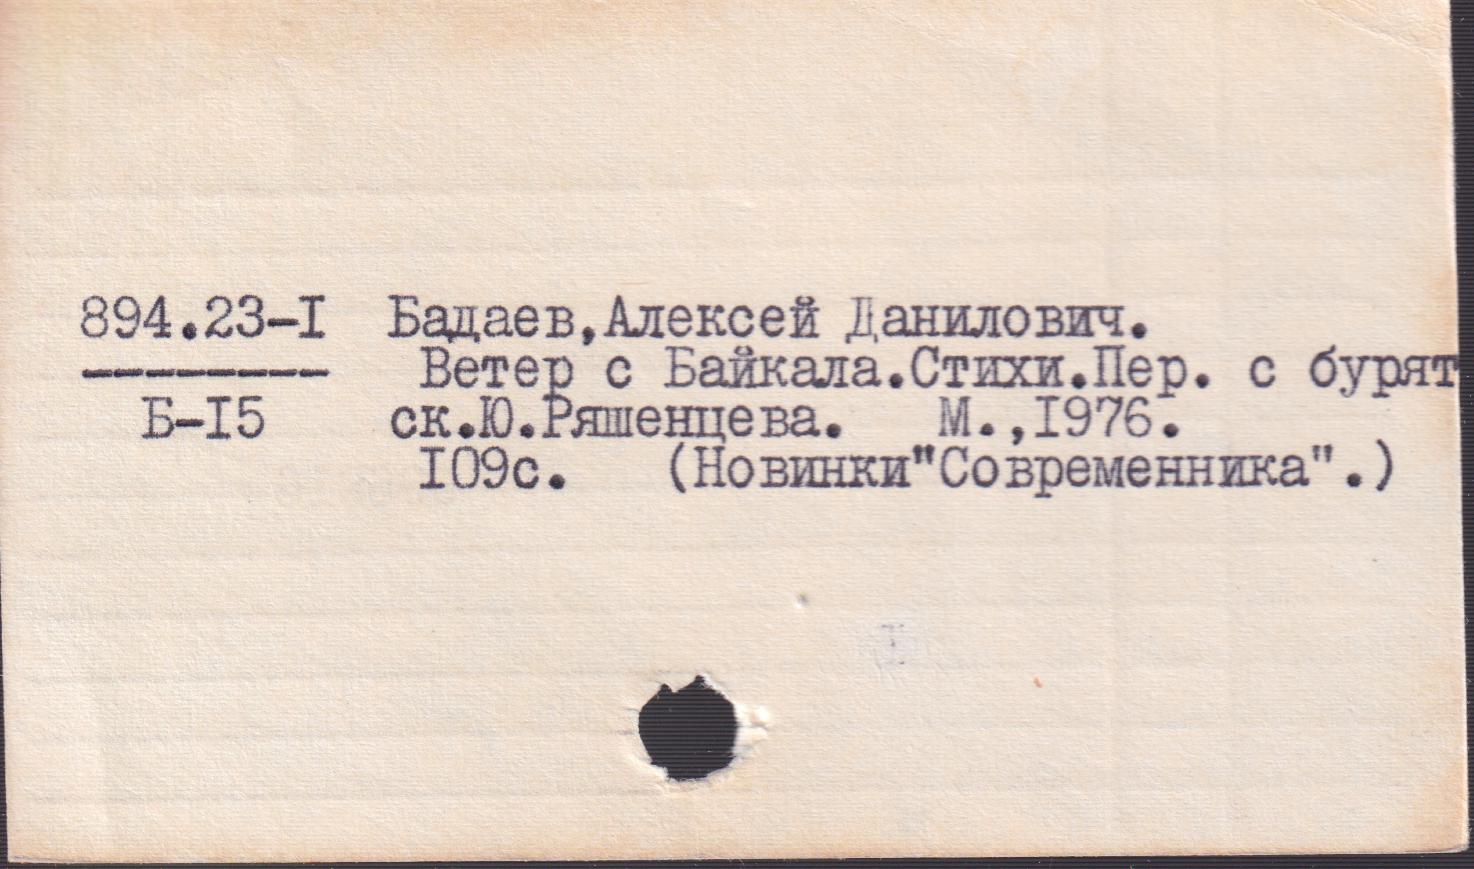 894.23-I Бадаев,Алексей Данилович.
-------- Ветер с Байкала.Стихи.Пер. с бурят
Б-I5 ск.Ю.Ряшенцева. М.,I976.
I09с. (Новинки"Современника".)